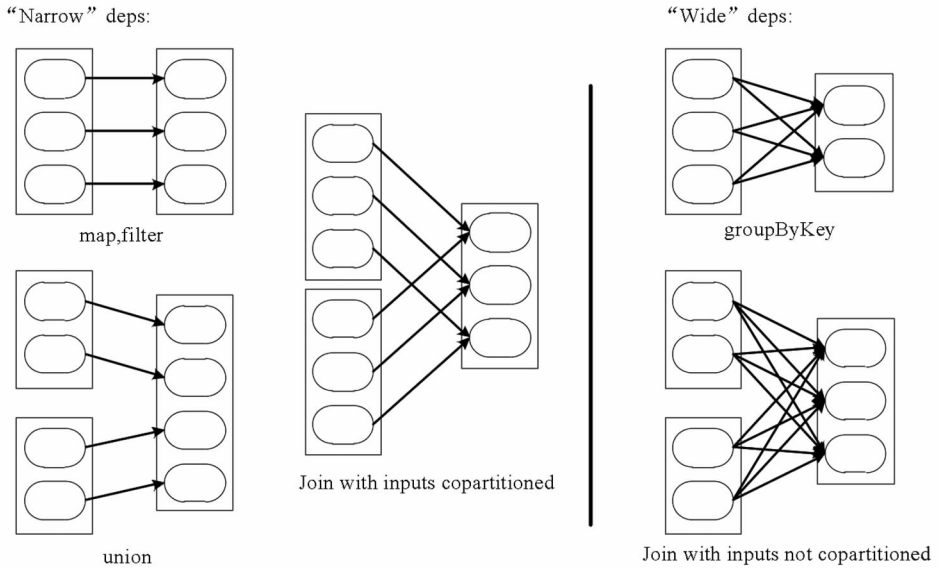 “Narrow” deps:
“Wide” deps:
map,filter
groupByKey
Join with inputs copartitioned
union
Join with inputs not copartitioned